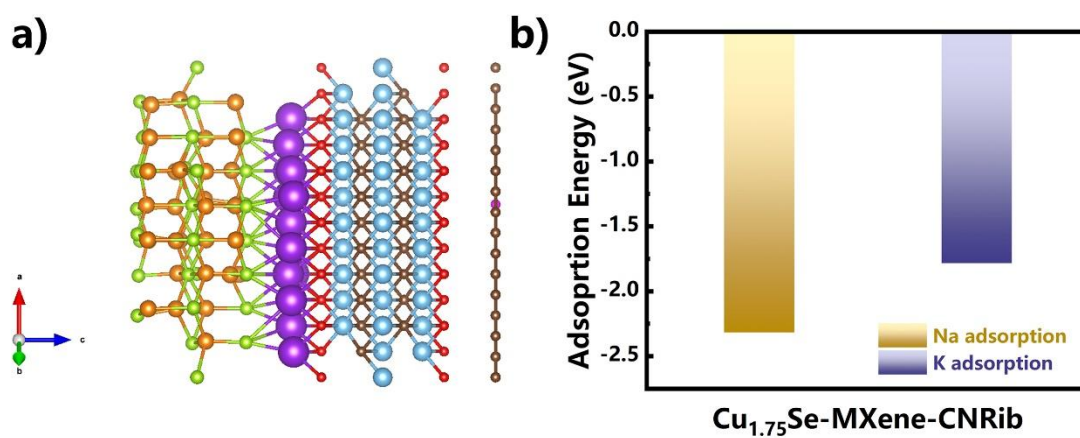 a)
a
b
c
b)
Adsoprtion Energy (eV)
0.0
-0.5
-1.0
-1.5
-2.0
-2.5
Na adsorption
K adsorption
Cu₁.₇₅Se-MXene-CNRib